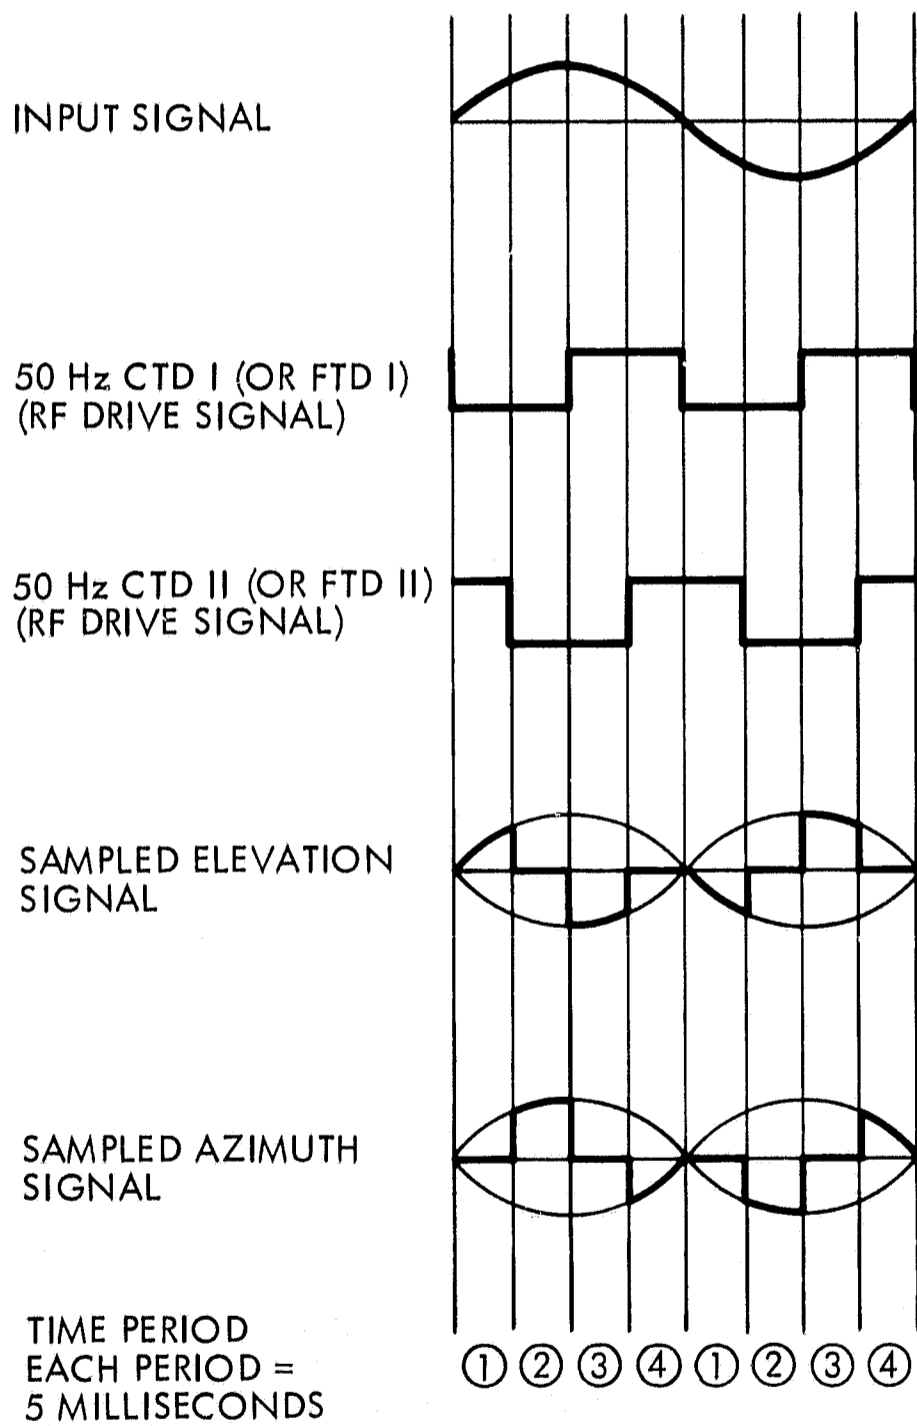 INPUT SIGNAL
50 Hz CTD I (OR FTD I)
(RF DRIVE SIGNAL)
50 Hz CTD II (OR FTD II)
(RF DRIVE SIGNAL)
SAMPLED ELEVATION
SIGNAL
SAMPLED AZIMUTH
SIGNAL
TIME PERIOD
EACH PERIOD =
5 MILLISECONDS
① ② ③ ④ ① ② ③ ④